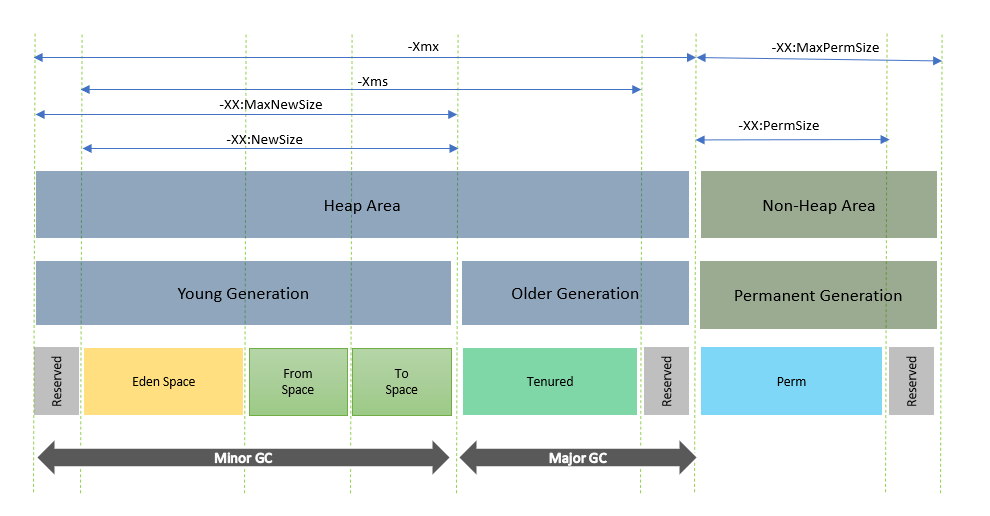 -Xmx
-XX:MaxPermSize
-Xms
-XX:MaxNewSize
-XX:PermSize
-XX:NewSize
Heap Area
Non-Heap Area
Young Generation
Older Generation
Permanent Generation
Reserved
Eden Space
From
Space
To
Space
Tenured
Reserved
Perm
Reserved
Minor GC
Major GC